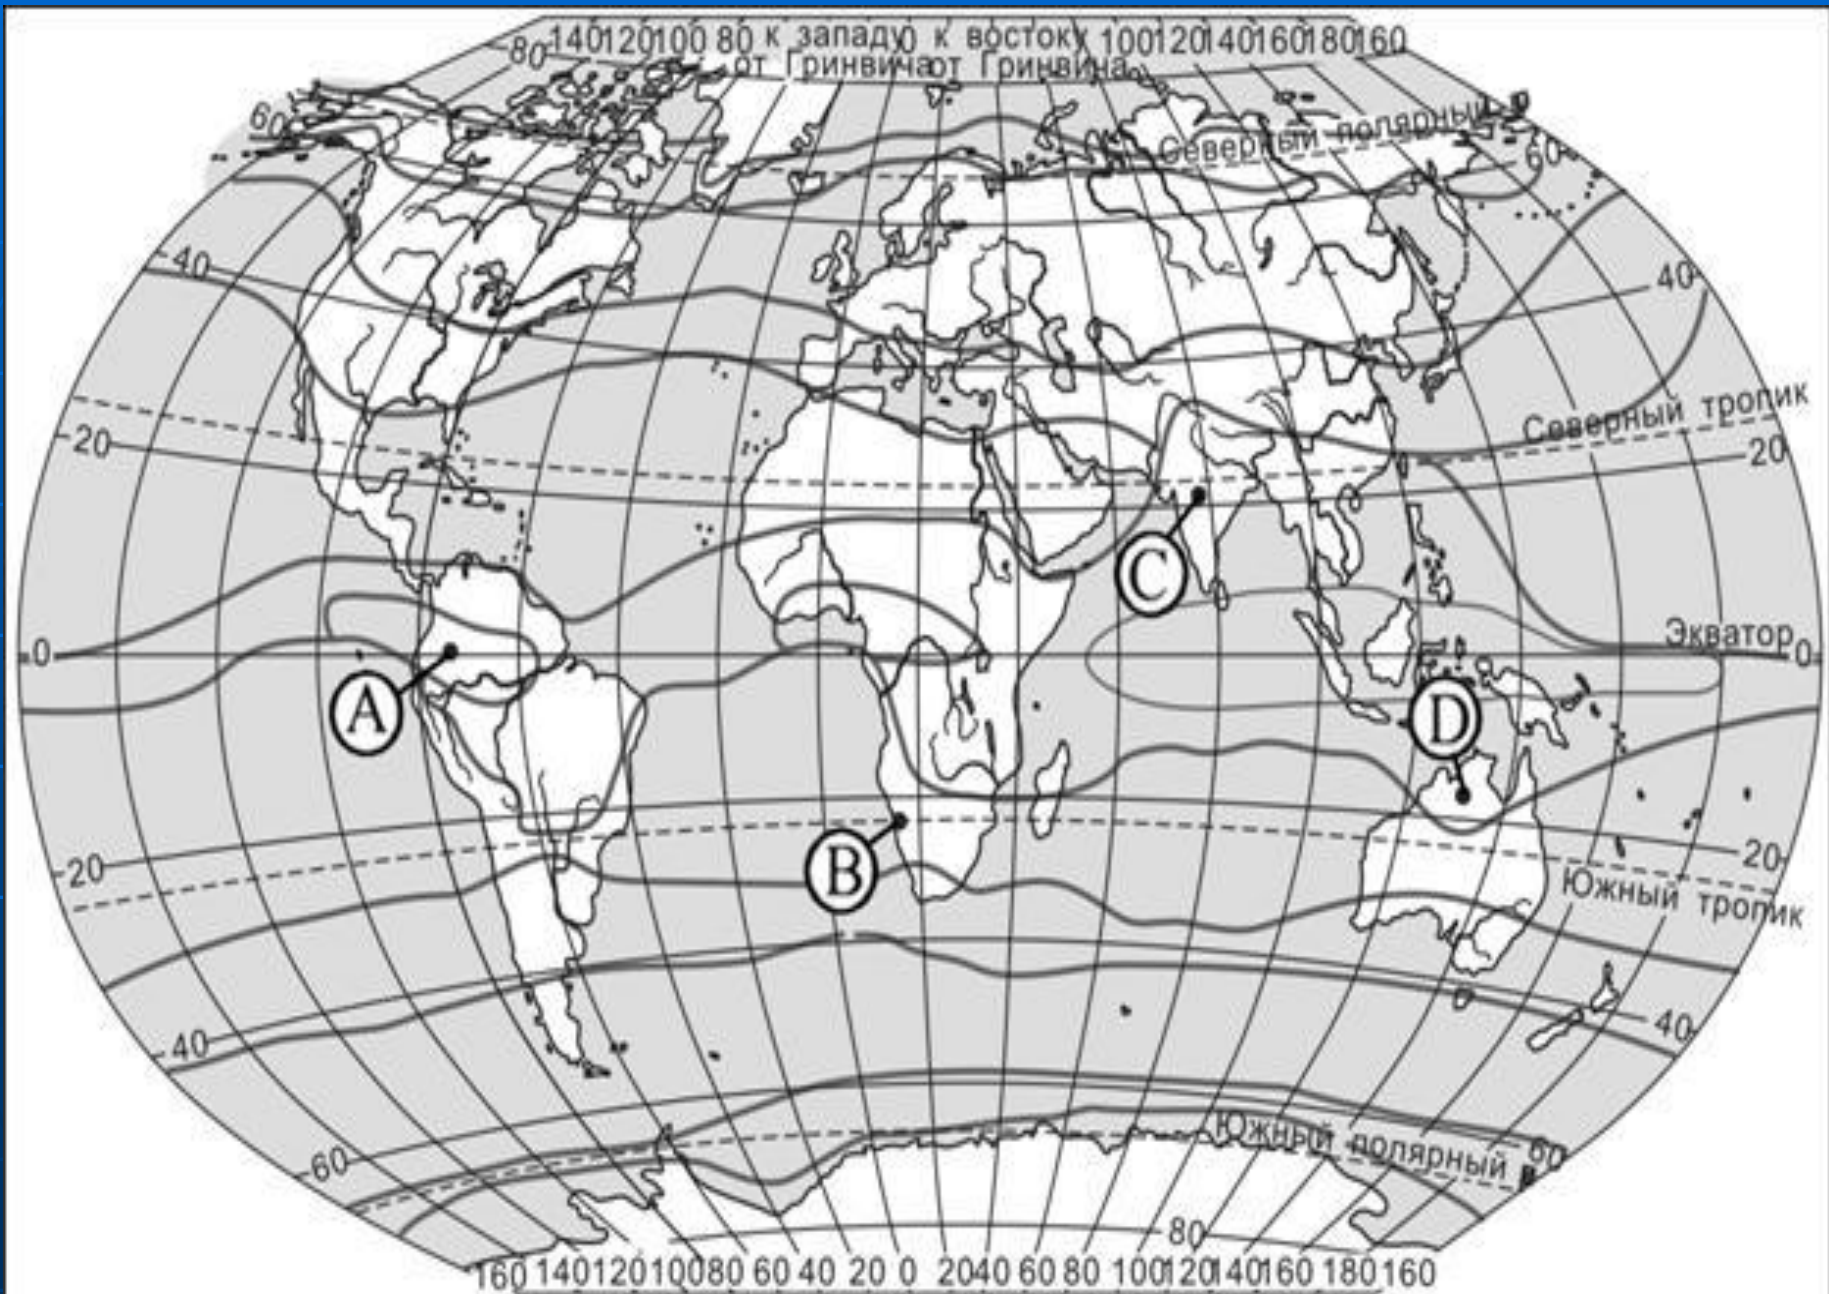 80 140 120 100 80 к западу 0 к востоку 100 120 140 160 180 160
от Гринвича от Гринвича
60 Северный полярный 60
40 40
Северный тропик
20 20
C
Экватор
0 0
A D
B
20 20
Южный тропик
40 40
Южный полярный
60 60
80
160 140 120 100 80 60 40 20 0 20 40 60 80 100 120 140 160 180 160